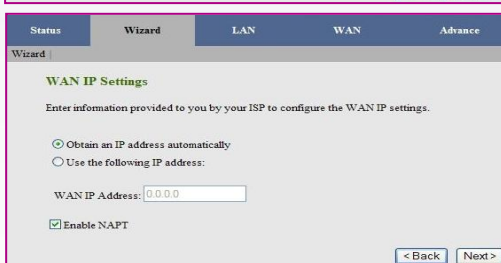 Status Wizard LAN WAN Advance
Wizard |
WAN IP Settings
Enter information provided to you by your ISP to configure the WAN IP settings.
Obtain an IP address automatically
Use the following IP address:
WAN IP Address: 0.0.0.0
Enable NAPT
< Back Next >